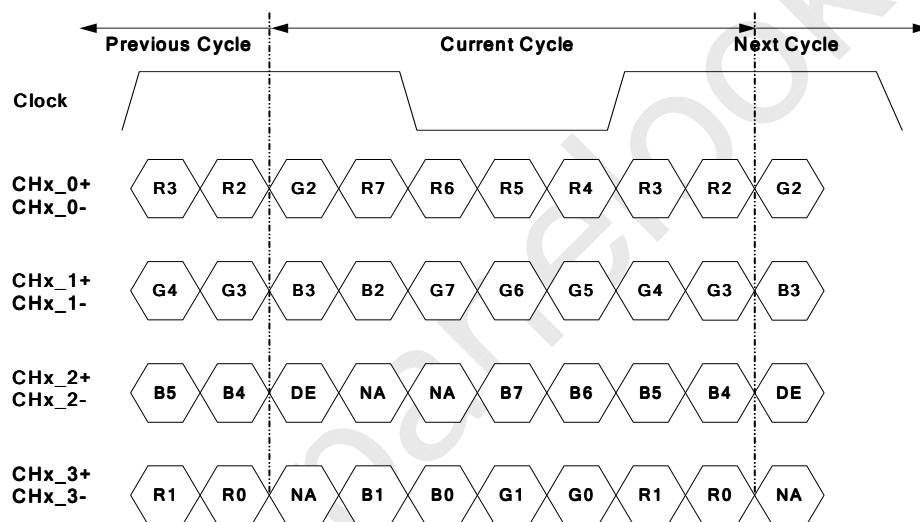 Previous Cycle Current Cycle Next Cycle
Clock
CHx_0+
CHx_0-
R3 R2 G2 R7 R6 R5 R4 R3 R2 G2
CHx_1+
CHx_1-
G4 G3 B3 B2 G7 G6 G5 G4 G3 B3
CHx_2+
CHx_2-
B5 B4 DE NA NA B7 B6 B5 B4 DE
CHx_3+
CHx_3-
R1 R0 NA B1 B0 G1 G0 R1 R0 NA
panelook